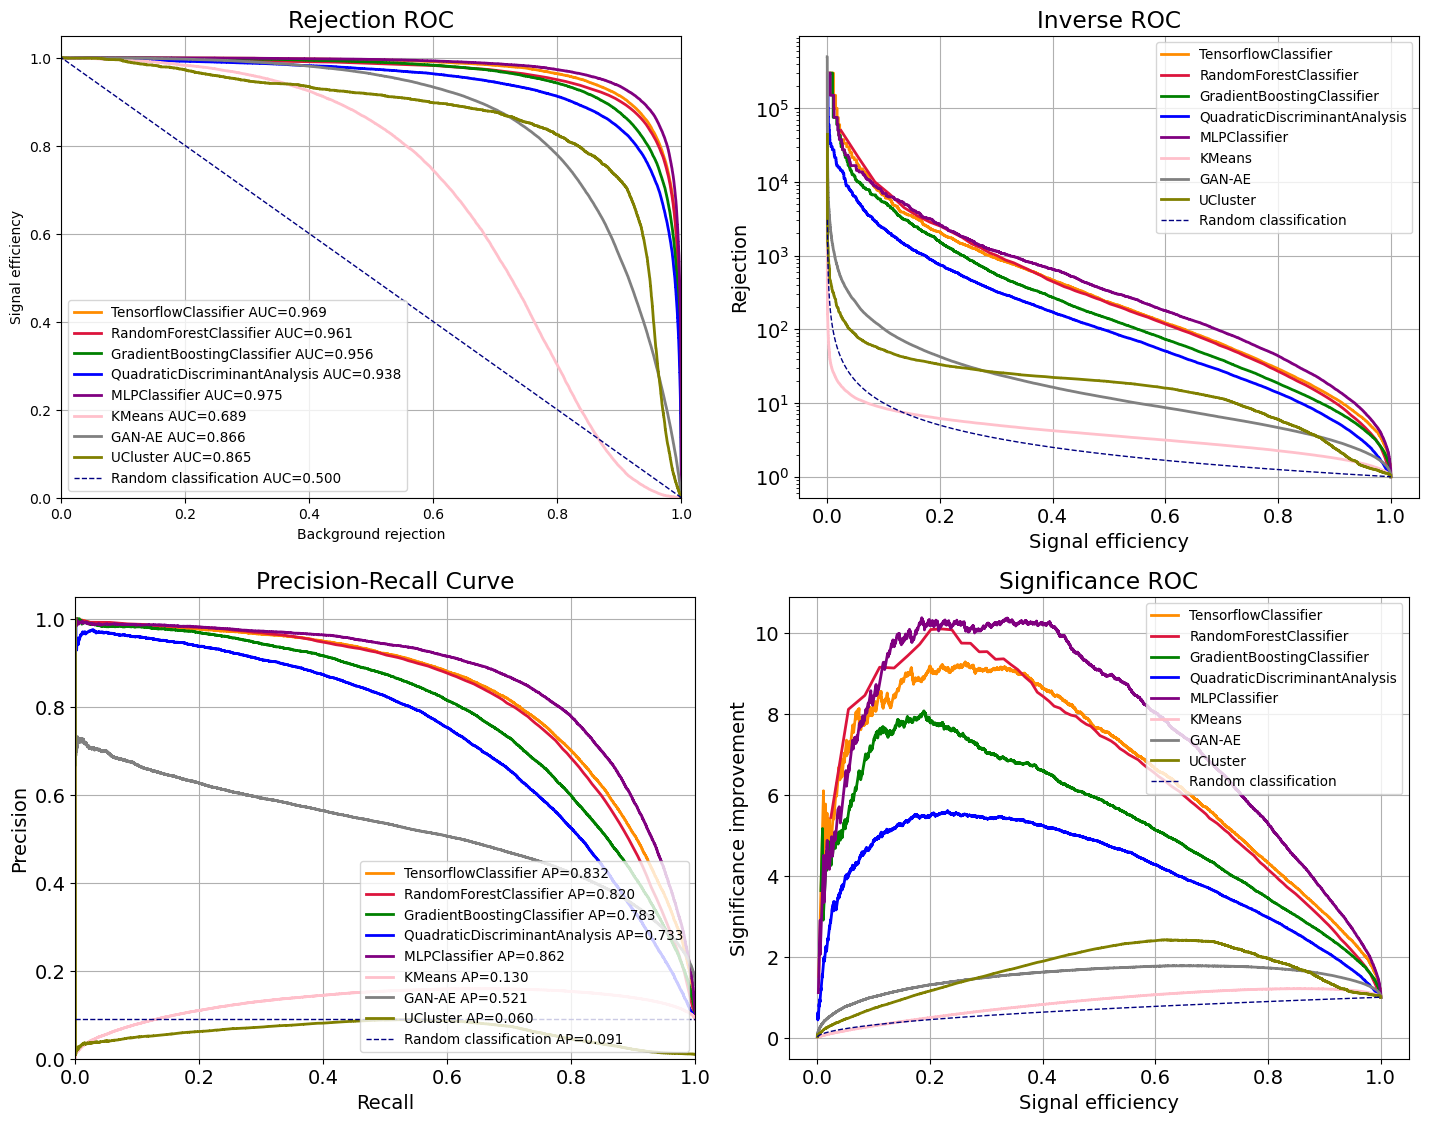 Rejection ROC
Signal efficiency
1.0
0.8
0.6
0.4
0.2
0.0
TensorflowClassifier AUC=0.969
RandomForestClassifier AUC=0.961
GradientBoostingClassifier AUC=0.956
QuadraticDiscriminantAnalysis AUC=0.938
MLPClassifier AUC=0.975
KMeans AUC=0.689
GAN-AE AUC=0.866
UCluster AUC=0.865
Random classification AUC=0.500
0.0 0.2 0.4 0.6 0.8 1.0
Background rejection
Inverse ROC
Rejection
10^5
10^4
10^3
10^2
10^1
10^0
TensorflowClassifier
RandomForestClassifier
GradientBoostingClassifier
QuadraticDiscriminantAnalysis
MLPClassifier
KMeans
GAN-AE
UCluster
Random classification
0.0 0.2 0.4 0.6 0.8 1.0
Signal efficiency
Precision-Recall Curve
Precision
1.0
0.8
0.6
0.4
0.2
0.0
TensorflowClassifier AP=0.832
RandomForestClassifier AP=0.820
GradientBoostingClassifier AP=0.783
QuadraticDiscriminantAnalysis AP=0.733
MLPClassifier AP=0.862
KMeans AP=0.130
GAN-AE AP=0.521
UCluster AP=0.060
Random classification AP=0.091
0.0 0.2 0.4 0.6 0.8 1.0
Recall
Significance ROC
Significance improvement
10
8
6
4
2
0
TensorflowClassifier
RandomForestClassifier
GradientBoostingClassifier
QuadraticDiscriminantAnalysis
MLPClassifier
KMeans
GAN-AE
UCluster
Random classification
0.0 0.2 0.4 0.6 0.8 1.0
Signal efficiency